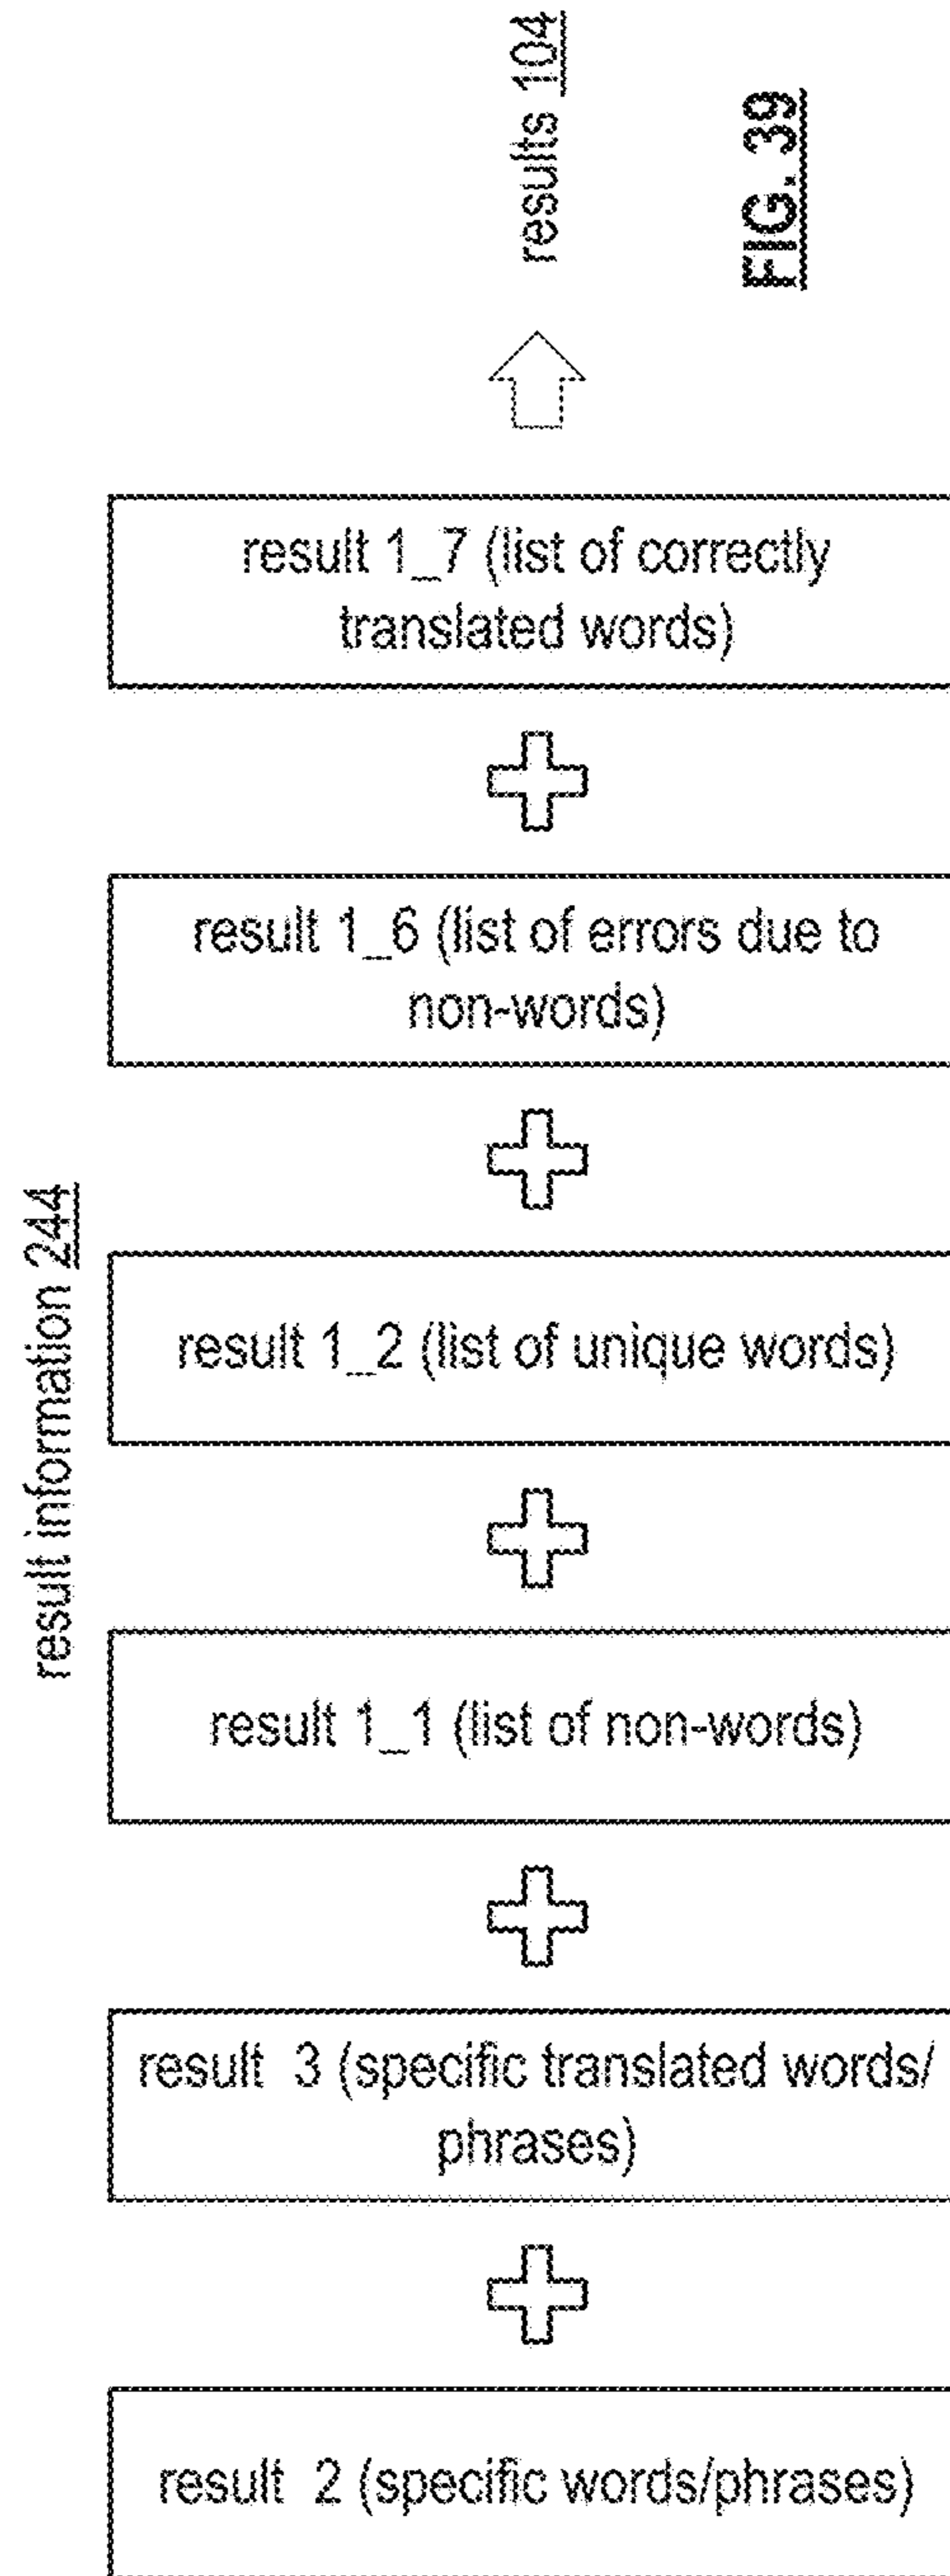 results 104
FIG. 39
result 1_7 (list of correctly
translated words)
result 1_6 (list of errors due to
non-words)
result information 244
result 1_2 (list of unique words)
result 1_1 (list of non-words)
result 3 (specific translated words/
phrases)
result 2 (specific words/phrases)